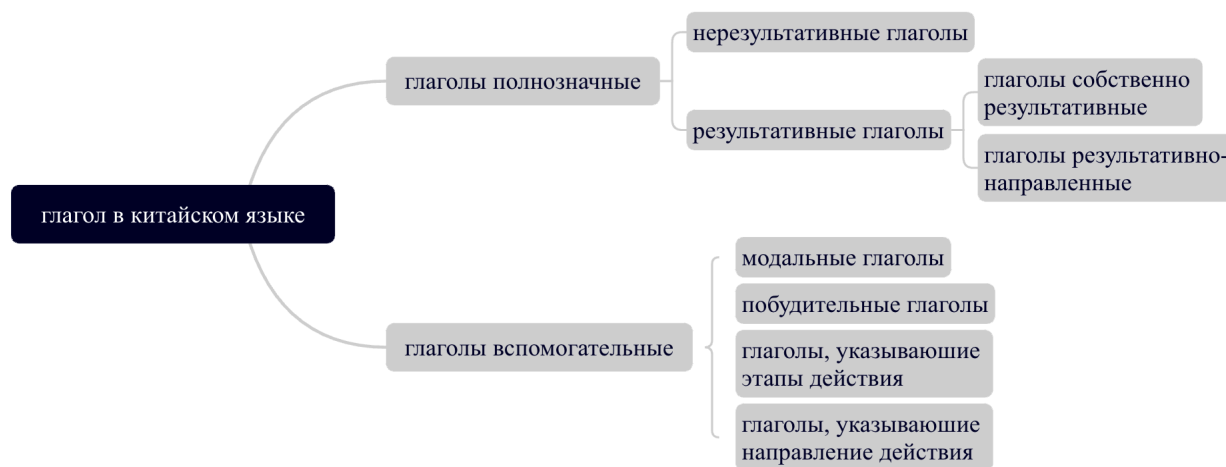 глагол в китайском языке
глаголы полнозначные
нерезультативные глаголы
результативные глаголы
глаголы собственно
результативные
глаголы результативно-
направленные
глаголы вспомогательные
модальные глаголы
побудительные глаголы
глаголы, указываюшие
этапы действия
глаголы, указываюшие
направление действия